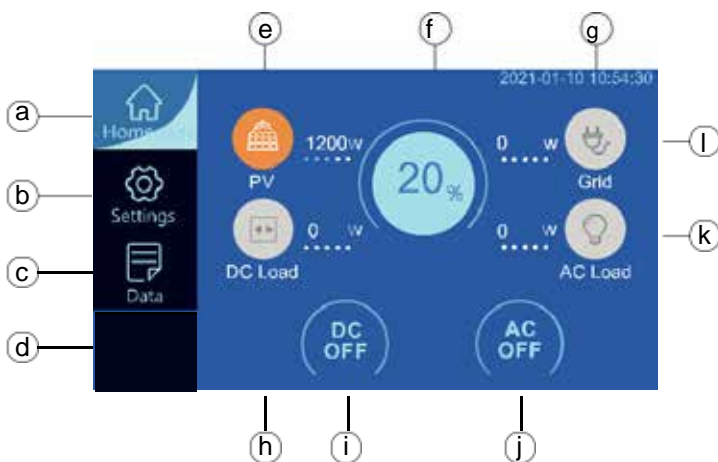 e f g
2021-01-10 10:54:30
a
Home
b
Settings
c
Data
d
1200W
PV
20%
0 W
Grid
l
0 W
DC Load
0 W
AC Load
k
DC
OFF
AC
OFF
h i j